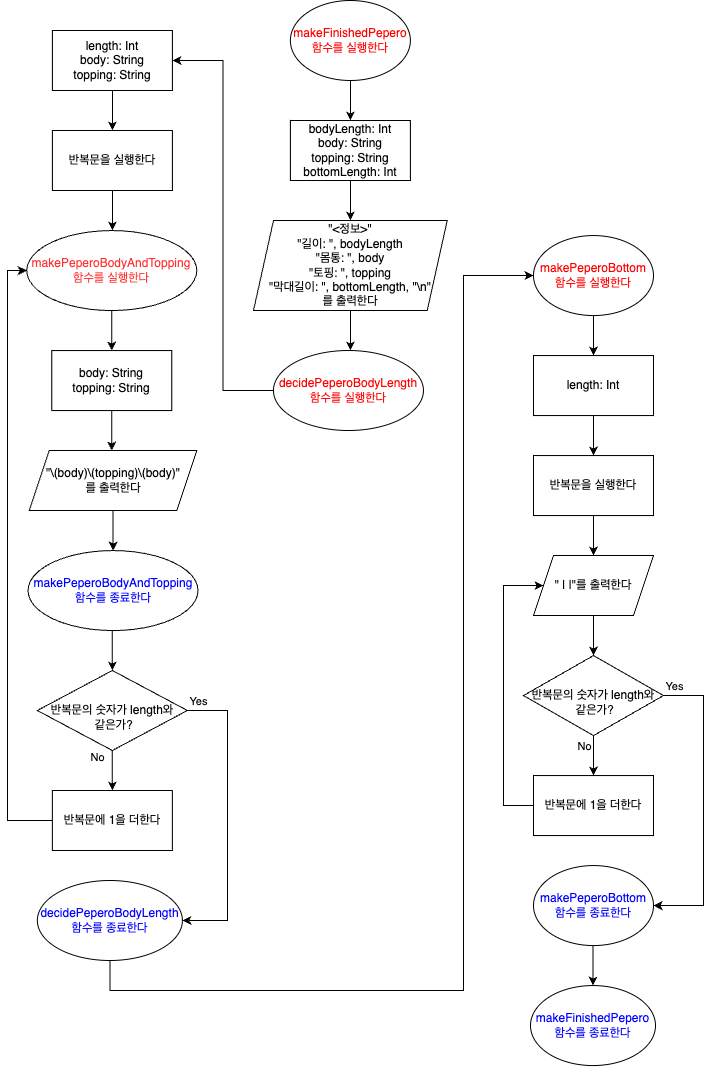 makeFinishedPepero
함수를 실행한다
bodyLength: Int
body: String
topping: String
bottomLength: Int
"<정보>"
"길이: ", bodyLength
"몸통: ", body
"토핑: ", topping
"막대길이: ", bottomLength, "\n"
를 출력한다
decidePeperoBodyLength
함수를 실행한다
length: Int
body: String
topping: String
반복문을 실행한다
makePeperoBodyAndTopping
함수를 실행한다
body: String
topping: String
"\(body)\(topping)\(body)"
를 출력한다
makePeperoBodyAndTopping
함수를 종료한다
반복문의 숫자가 length와
같은가?
Yes
No
반복문에 1을 더한다
decidePeperoBodyLength
함수를 종료한다
makePeperoBottom
함수를 실행한다
length: Int
반복문을 실행한다
" | |"를 출력한다
반복문의 숫자가 length와
같은가?
Yes
No
반복문에 1을 더한다
makePeperoBottom
함수를 종료한다
makeFinishedPepero
함수를 종료한다